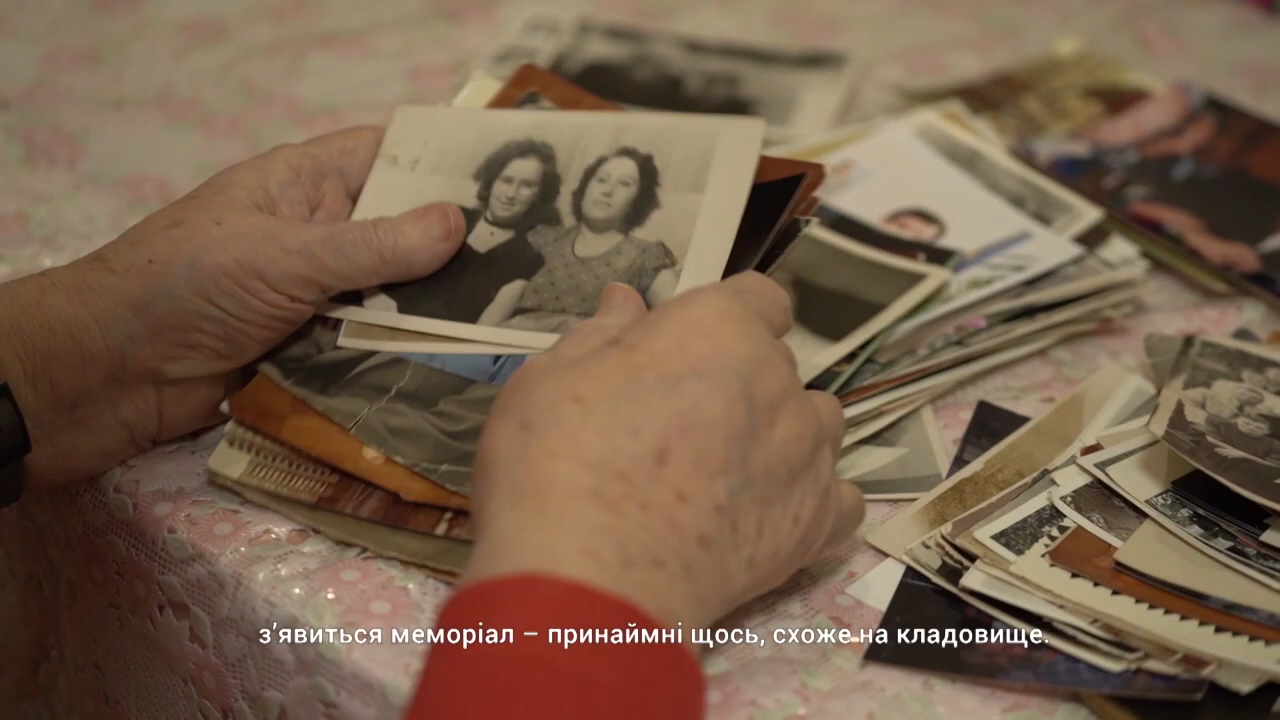 з’явиться меморіал – принаймні щось, схоже на кладовище.